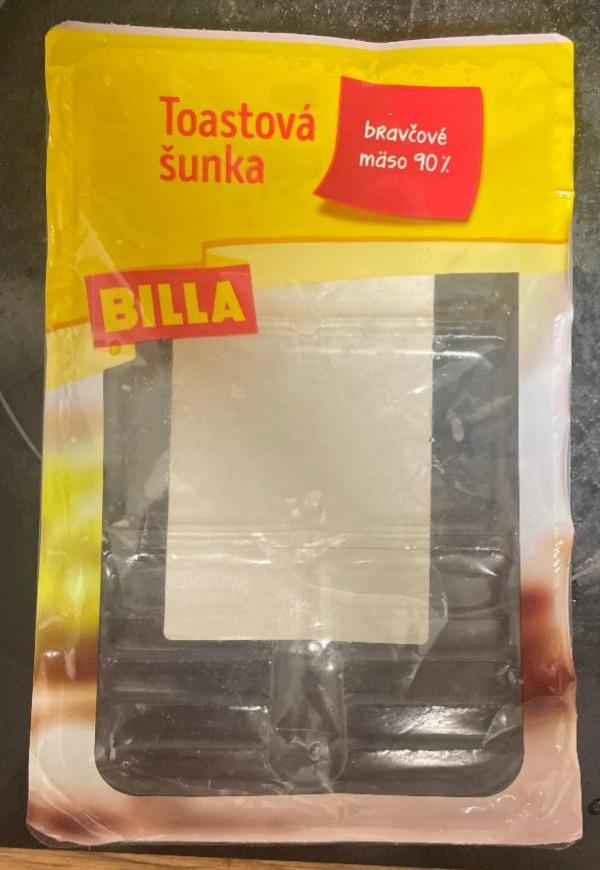 Toastová
šunka
bravčové
mäso 90%
BILLA